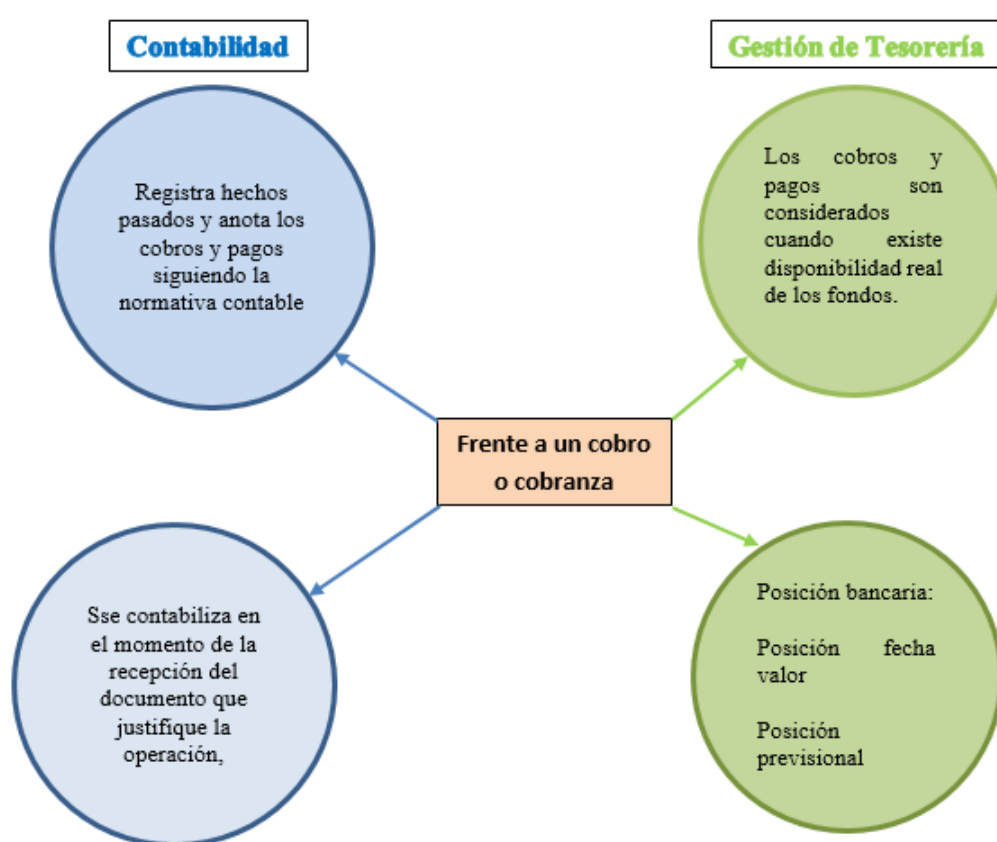 Contabilidad
Gestión de Tesorería
Registra hechos
pasados y anota los
cobros y pagos
siguiendo la
normativa contable
Los cobros y
pagos son
considerados
cuando existe
disponibilidad real
de los fondos.
Frente a un cobro
o cobranza
Sse contabiliza en
el momento de la
recepción del
documento que
justifique la
operación,
Posición bancaria:
Posición fecha
valor
Posición
previsional